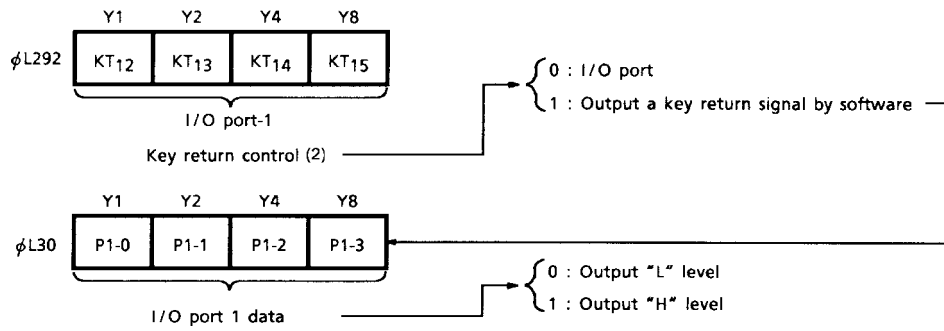 Y1 Y2 Y4 Y8
φL292 KT12 KT13 KT14 KT15
I/O port-1
0 : I/O port
1 : Output a key return signal by software
Key return control (2)
Y1 Y2 Y4 Y8
φL30 P1-0 P1-1 P1-2 P1-3
I/O port 1 data
0 : Output "L" level
1 : Output "H" level